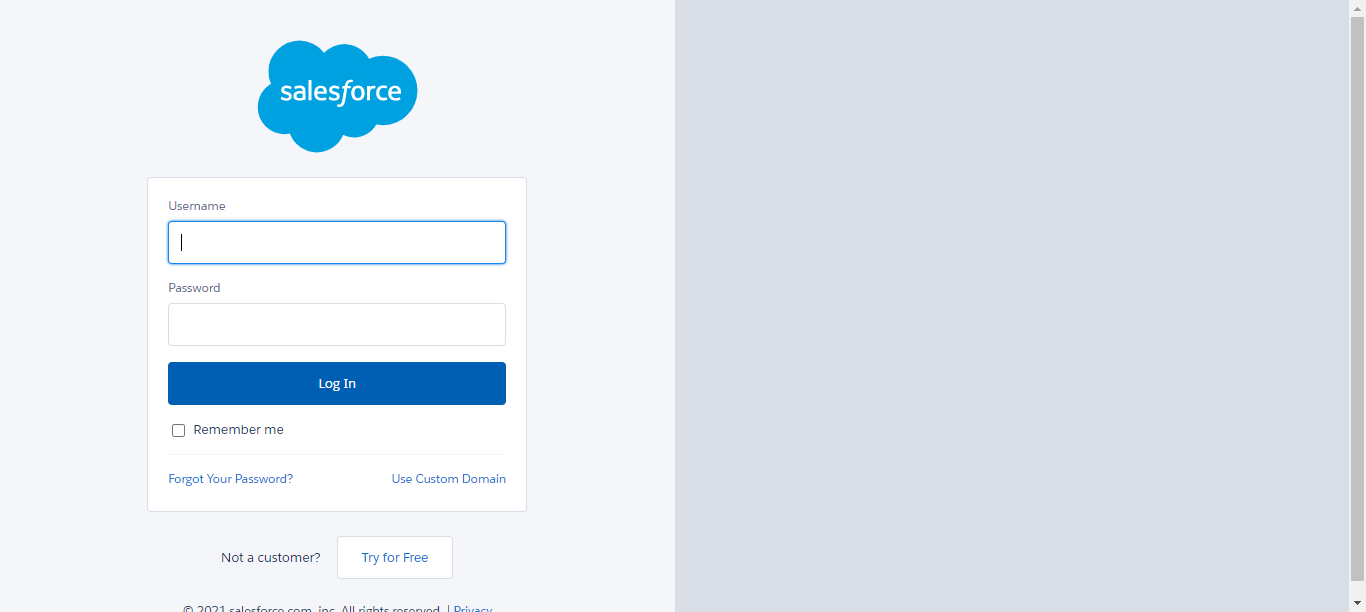 salesforce
Username
Password
Log In
Remember me
Forgot Your Password? Use Custom Domain
Not a customer? Try for Free
© 2021 salesforce.com, inc. All rights reserved. | Privacy